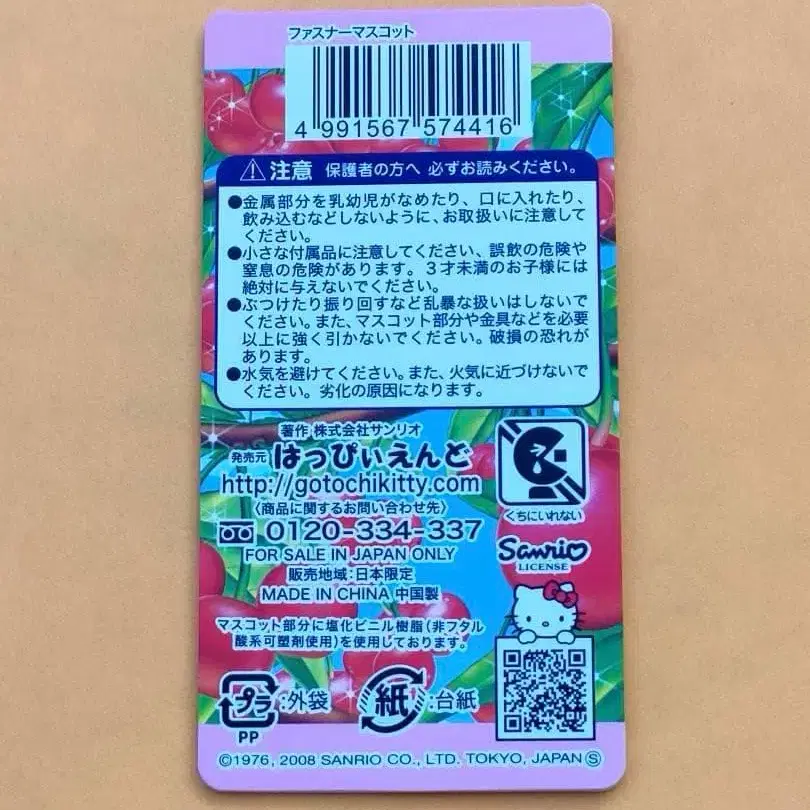 ファスナーマスコット
4 991567 574416
注意 保護者の方へ 必ずお読みください。
●金属部分を乳幼児がなめたり、口に入れたり、
飲み込むなどしないように、お取扱いに注意して
ください。
●小さな付属品に注意してください、誤飲の危険や
窒息の危険があります。3才未満のお子様には
絶対に与えないでください。
●ぶつけたり振り回すなど乱暴な扱いはしないで
ください。また、マスコット部分や金具などを必要
以上に強く引かないでください。破損の恐れが
あります。
●水気を避けてください。また、火気に近づけないで
ください。劣化の原因になります。
著作 株式会社サンリオ
発売元 はっぴぃえんど
http://gotochikitty.com
〈商品に関するお問い合わせ先〉
0120-334-337
FOR SALE IN JAPAN ONLY
販売地域:日本限定
MADE IN CHINA 中国製
くちにいれない
Sanrio
LICENSE
マスコット部分に塩化ビニル樹脂(非フタル
酸系可塑剤使用)を使用しております。
プラ:外袋
PP
紙:台紙
©1976, 2008 SANRIO CO., LTD. TOKYO, JAPAN Ⓢ